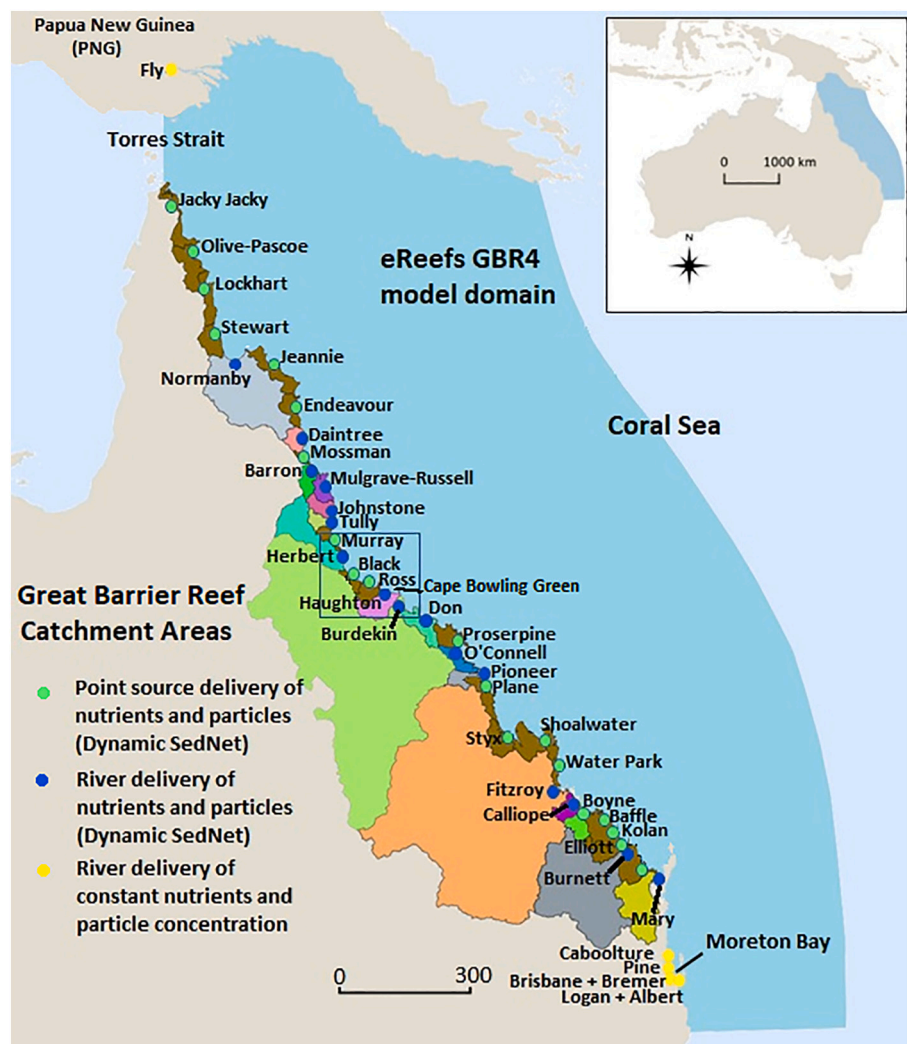 Papua New Guinea
(PNG)
Fly
Torres Strait
0 1000 km
N
Jacky Jacky
Olive-Pascoe
Lockhart
eReefs GBR4
model domain
Stewart
Jeannie
Normanby
Endeavour
Coral Sea
Daintree
Mossman
Barron
Mulgrave-Russell
Johnstone
Tully
Murray
Herbert
Black
Ross
Cape Bowling Green
Great Barrier Reef
Catchment Areas
Haughton
Don
Burdekin
Proserpine
O'Connell
Pioneer
Plane
Point source delivery of
nutrients and particles
(Dynamic SedNet)
Shoalwater
Styx
Water Park
River delivery of
nutrients and particles
(Dynamic SedNet)
Fitzroy
Boyne
Calliope
Baffle
Kolan
Elliott
Burnett
River delivery of
constant nutrients and
particle concentration
Mary
Moreton Bay
Caboolture
Pine
Brisbane + Bremer
Logan + Albert
0 300